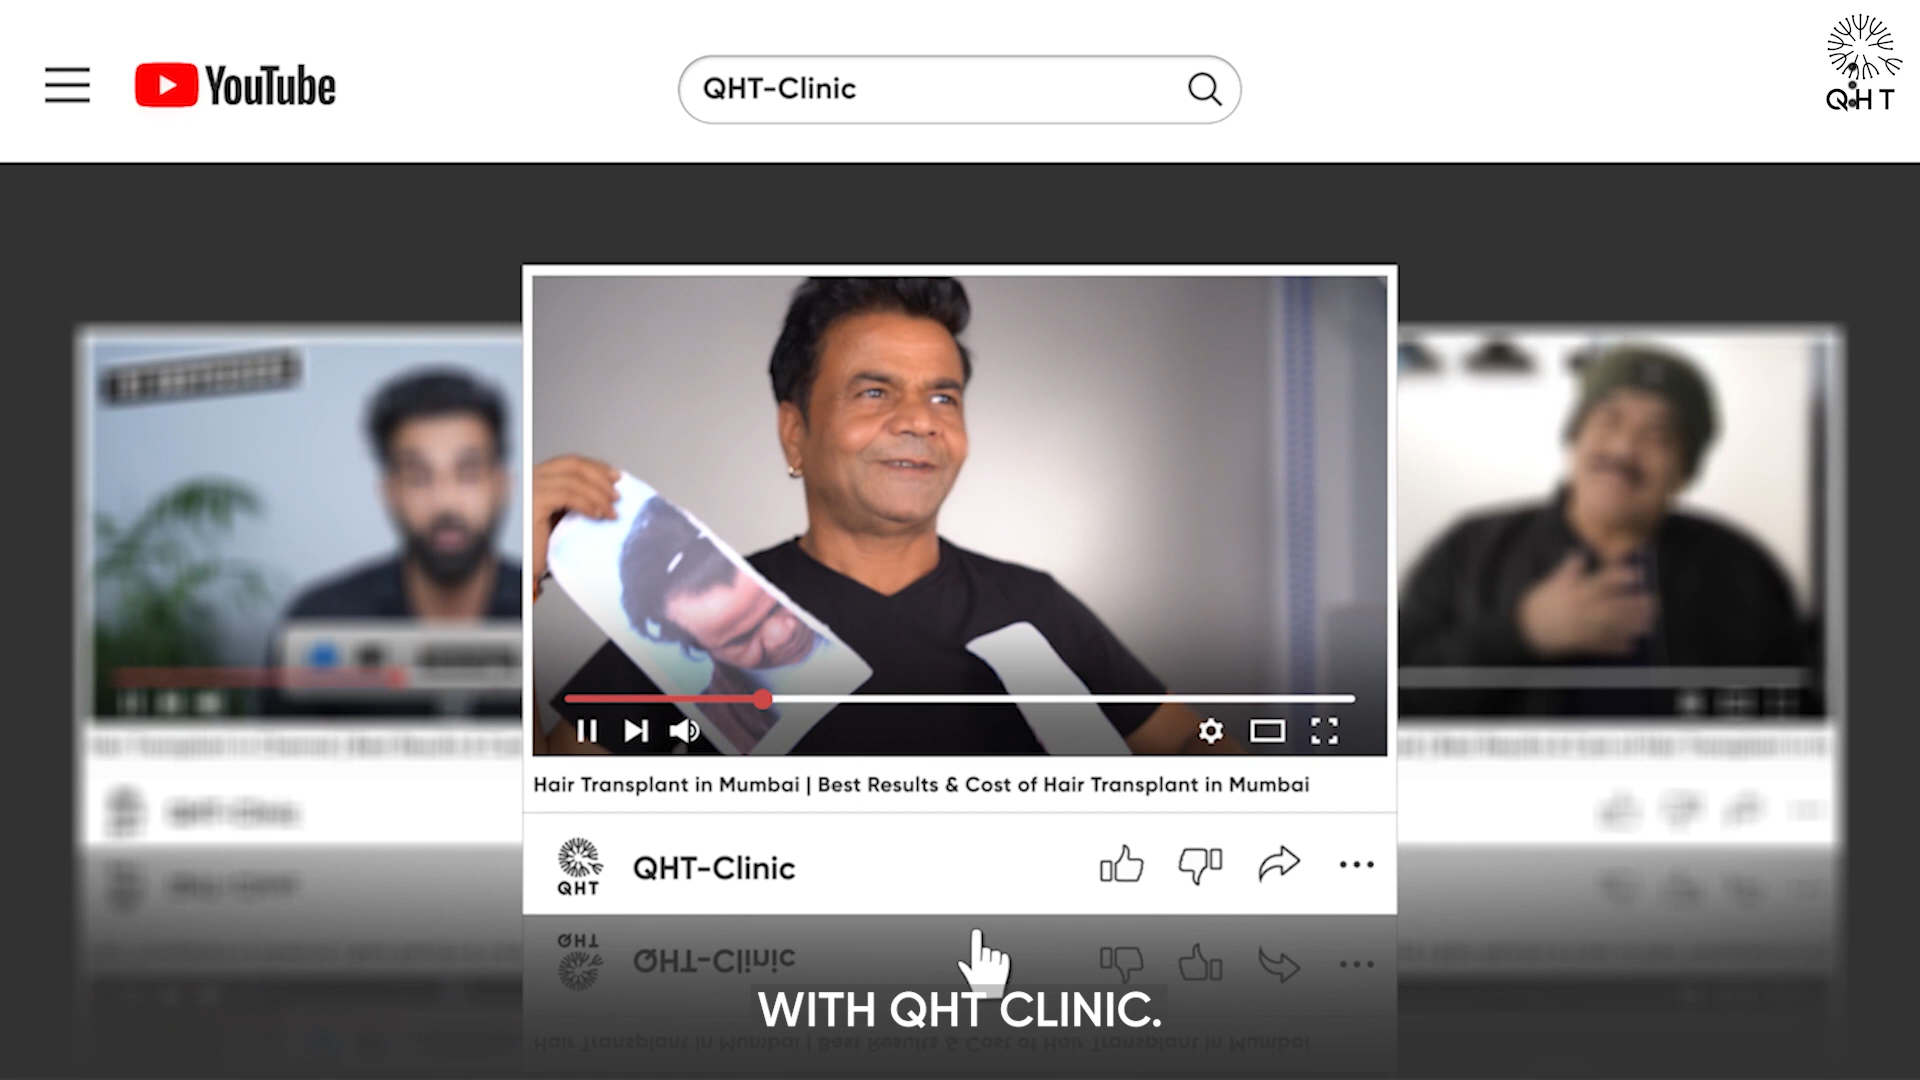 YouTube
QHT-Clinic
QHT
Hair Transplant in Mumbai | Best Results & Cost of Hair Transplant in Mumbai
QHT
QHT-Clinic
WITH QHT CLINIC.